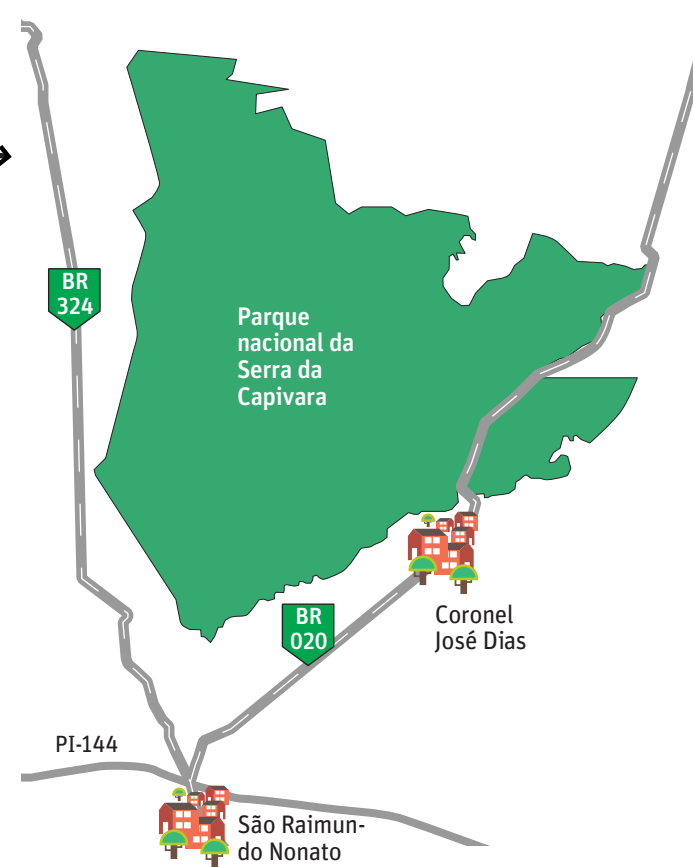 BR
324
Parque
nacional da
Serra da
Capivara
BR
020
Coronel
José Dias
PI-144
São Raimun-
do Nonato